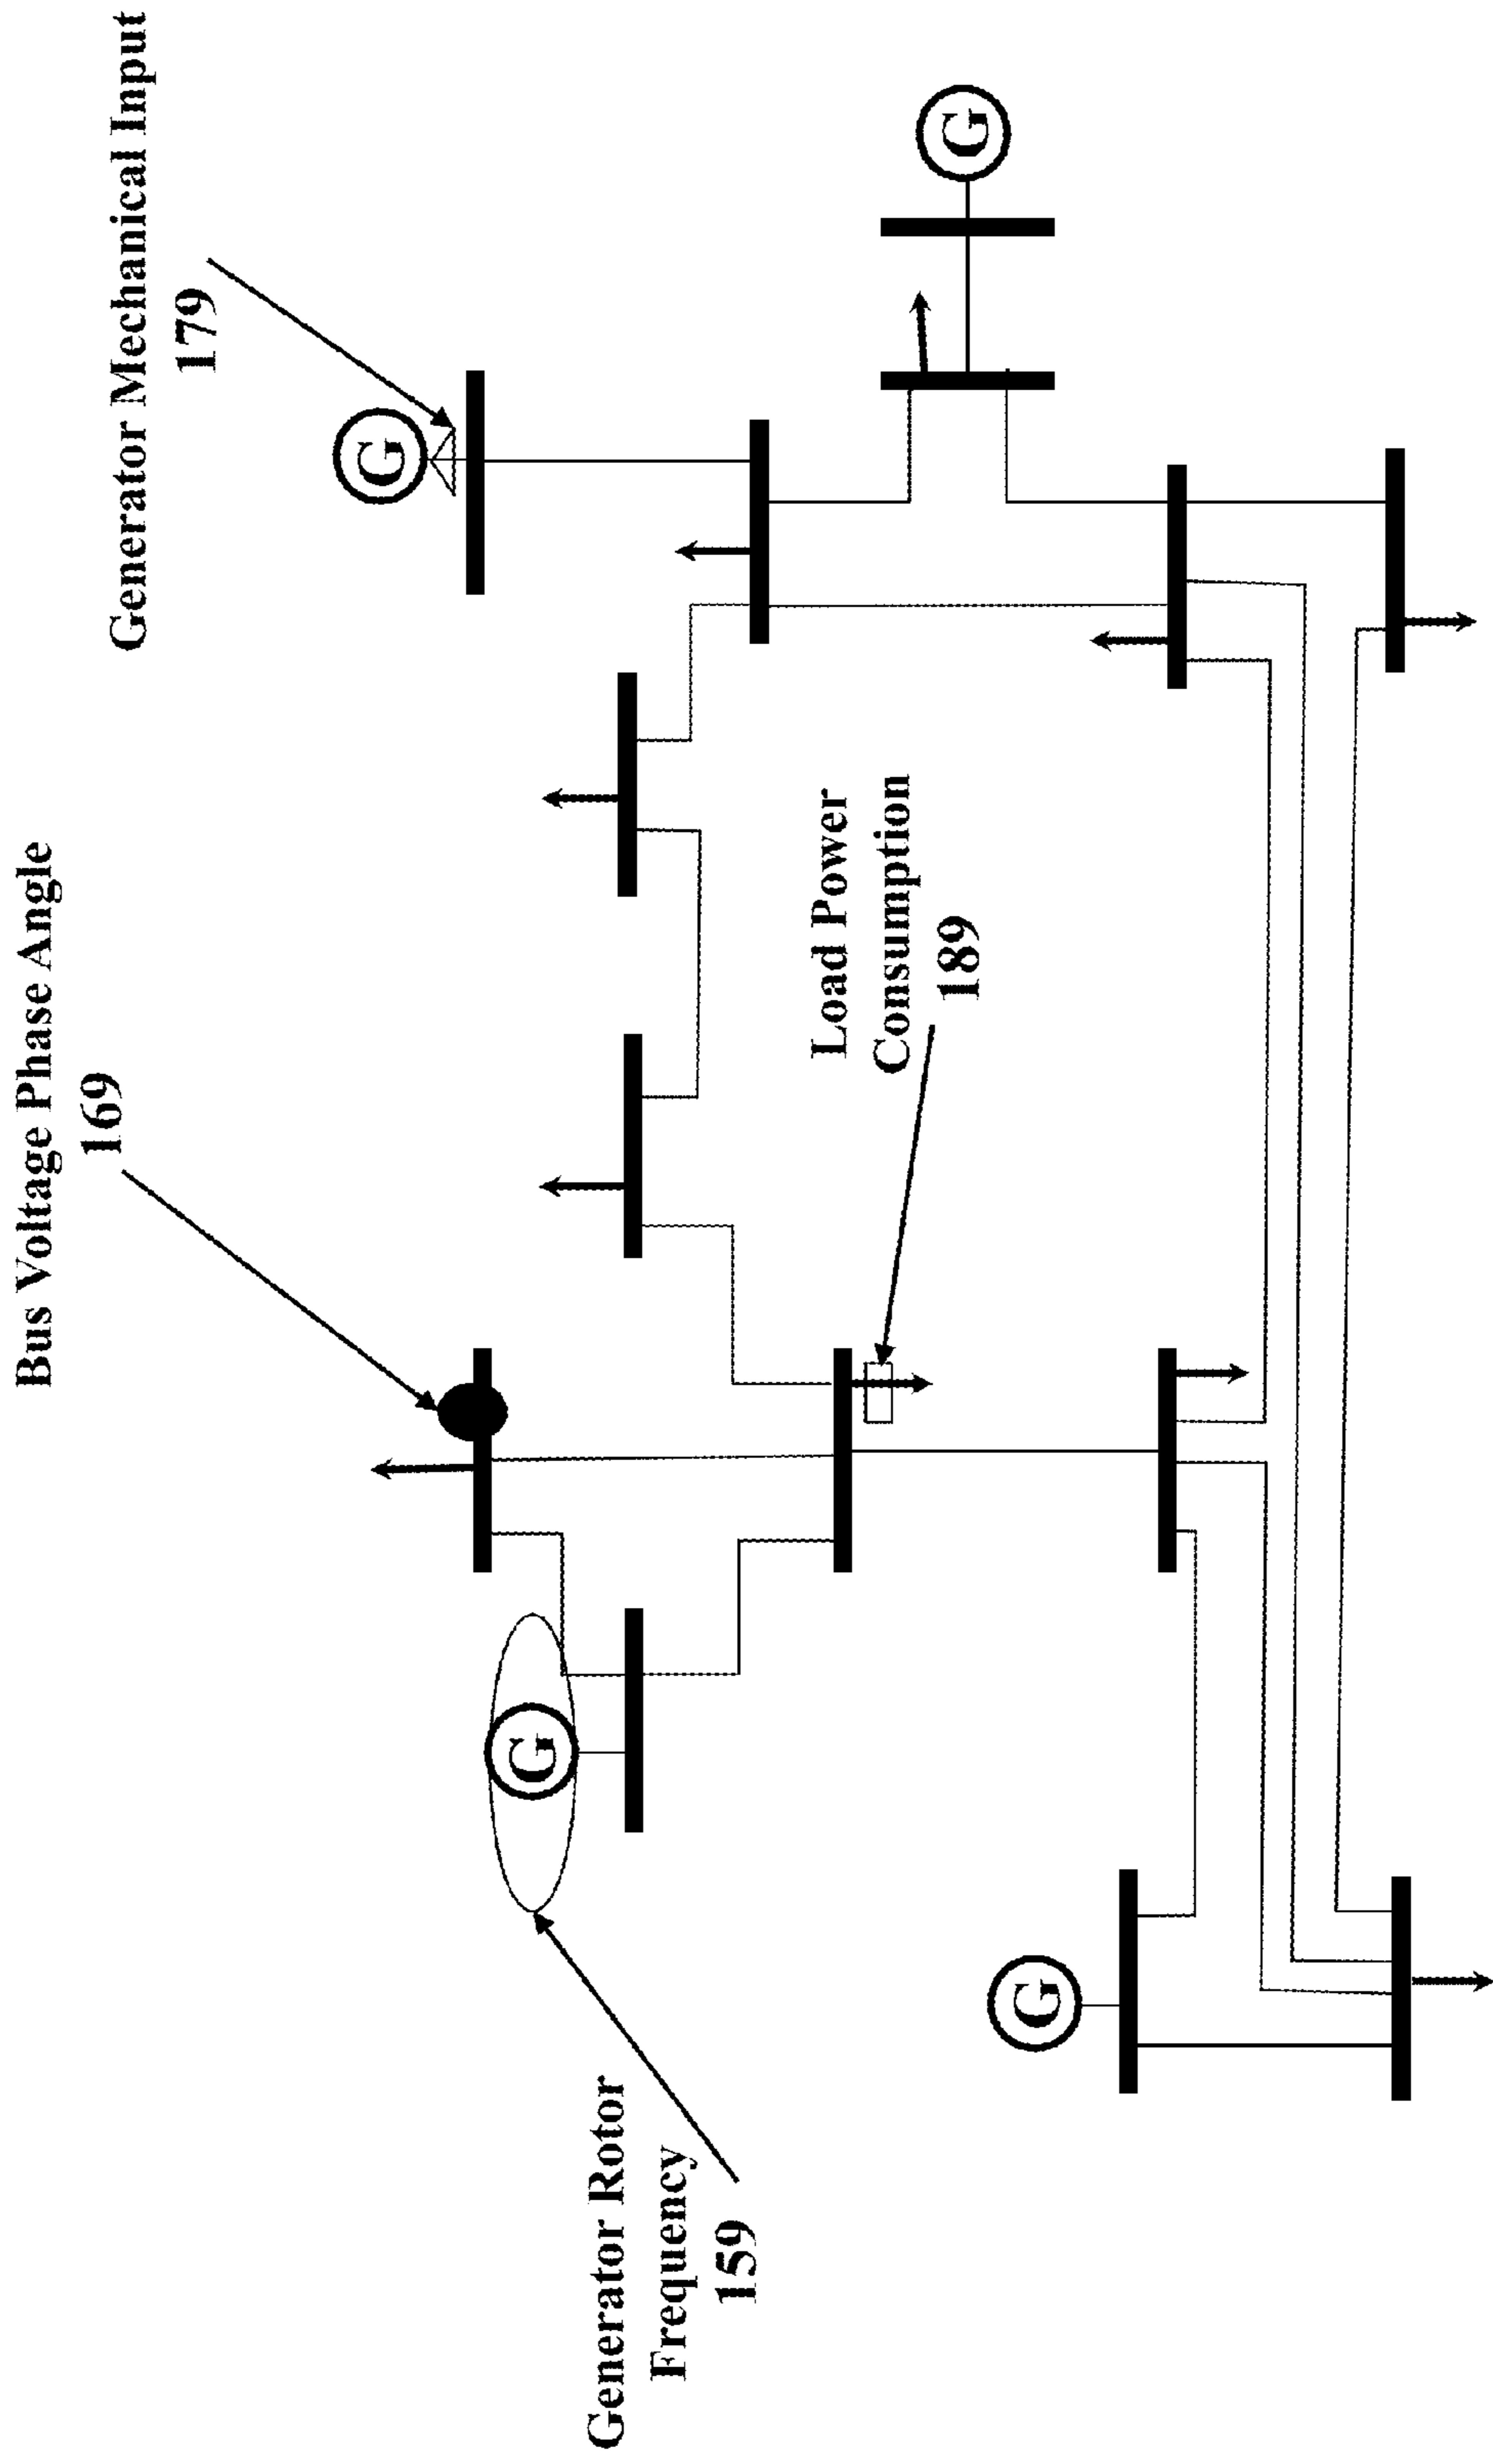 Generator Rotor
Frequency
159
G
Bus Voltage Phase Angle
169
G
Load Power
Consumption
189
Generator Mechanical Input
179
G
G